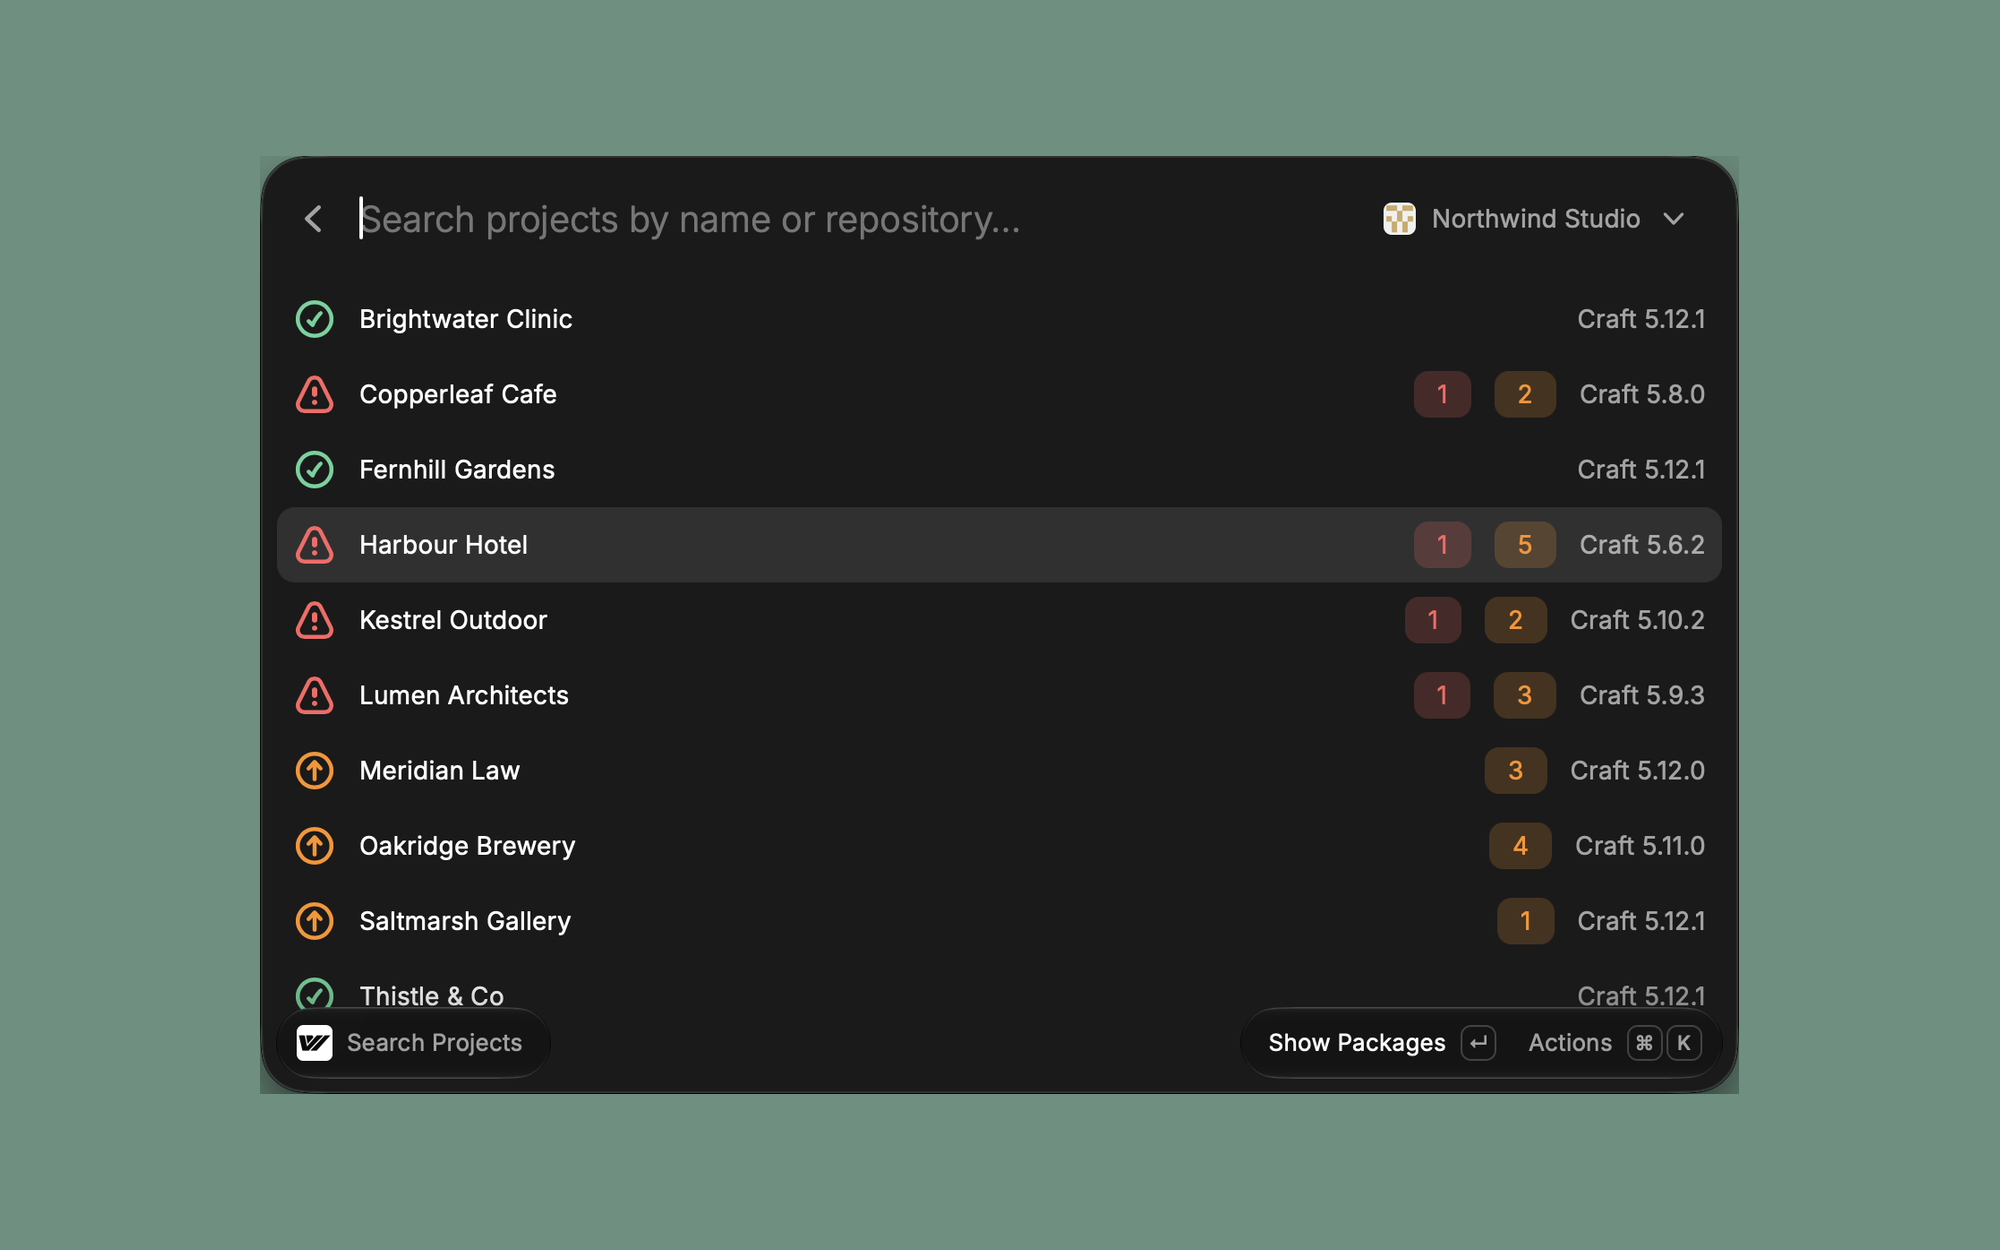 Search projects by name or repository...
Northwind Studio
Brightwater Clinic Craft 5.12.1
Copperleaf Cafe 1 2 Craft 5.8.0
Fernhill Gardens Craft 5.12.1
Harbour Hotel 1 5 Craft 5.6.2
Kestrel Outdoor 1 2 Craft 5.10.2
Lumen Architects 1 3 Craft 5.9.3
Meridian Law 3 Craft 5.12.0
Oakridge Brewery 4 Craft 5.11.0
Saltmarsh Gallery 1 Craft 5.12.1
Thistle & Co Craft 5.12.1
Search Projects
Show Packages ↵ Actions ⌘ K